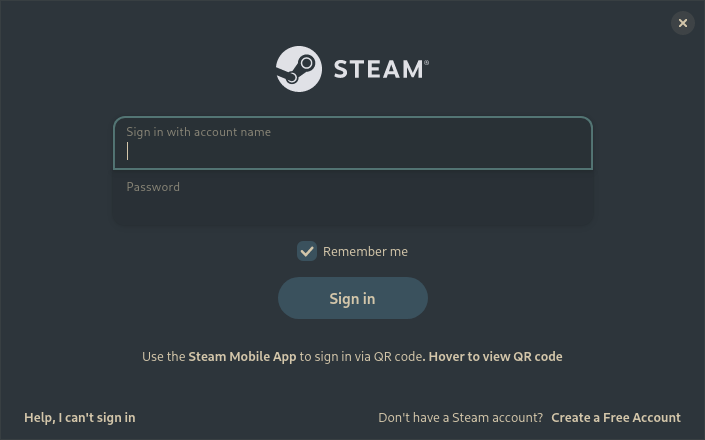 STEAM®
Sign in with account name
Password
Remember me
Sign in
Use the Steam Mobile App to sign in via QR code. Hover to view QR code
Help, I can't sign in
Don't have a Steam account? Create a Free Account